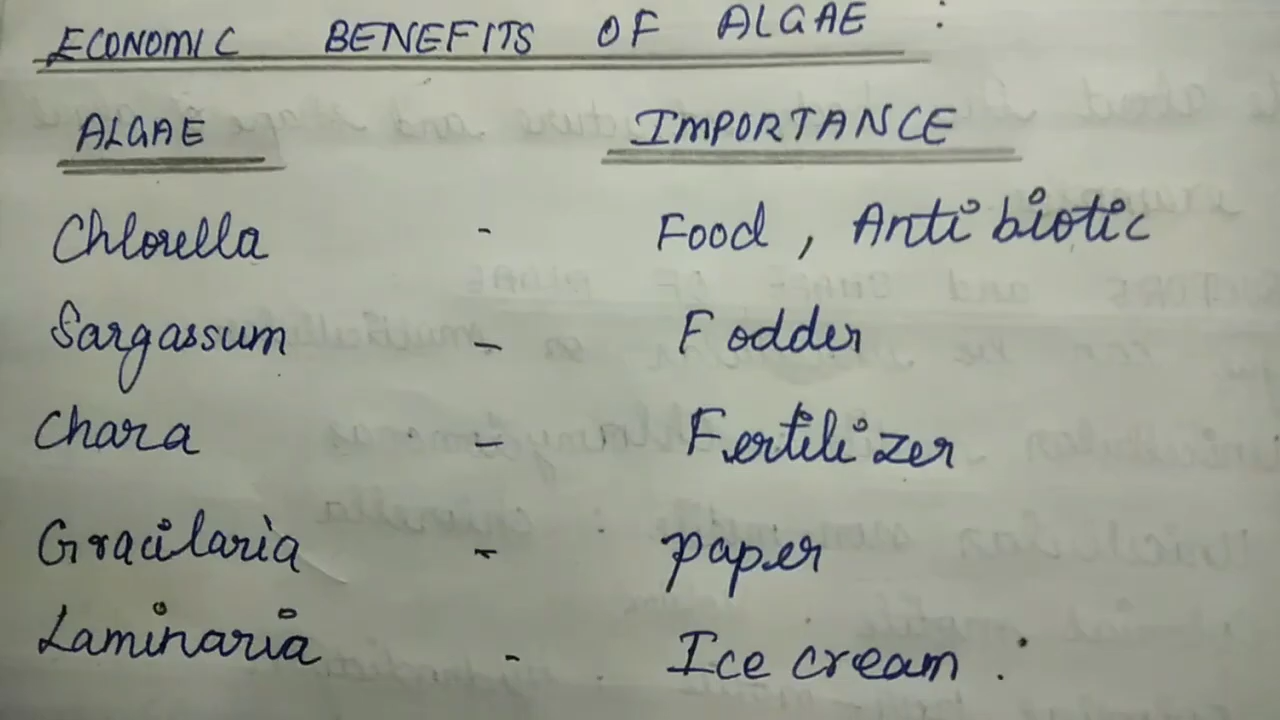 ECONOMIC BENEFITS OF ALGAE :
ALGAE IMPORTANCE
Chlorella - Food , Antibiotic
Sargassum - Fodder
Chara - Fertilizer
Gracilaria - paper
Laminaria - Ice cream :